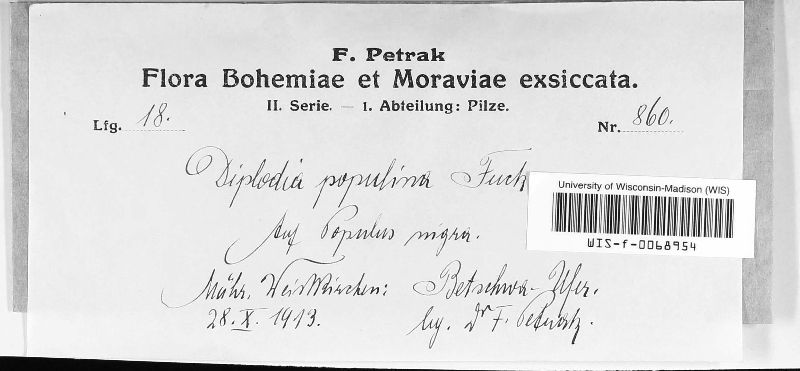 F. Petrak
Flora Bohemiae et Moraviae exsiccata.
II. Serie. — 1. Abteilung: Pilze.
Lfg. 18. Nr. 860.
Diplodia populina Fuck
University of Wisconsin-Madison (WIS)
WIS-f-0068954
Auf Populus nigra.
Mähr. Weisskirchen: Betschwa-Ufer.
28. X. 1913. lg. Dr F. Petrak.